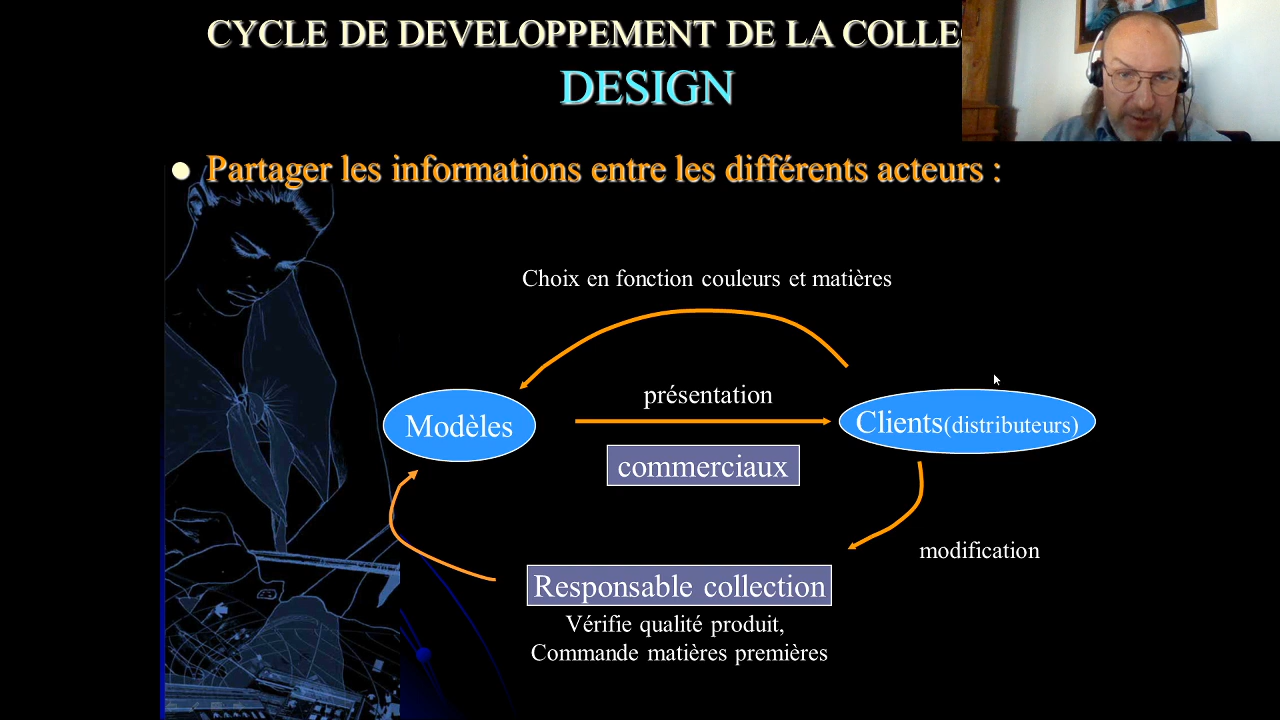 CYCLE DE DEVELOPPEMENT DE LA
DESIGN
Partager les informations entre les différents acteurs :
Choix en fonction couleurs et matières
présentation
Modèles
Clients(distributeurs)
commerciaux
modification
Responsable collection
Vérifie qualité produit,
Commande matières premières